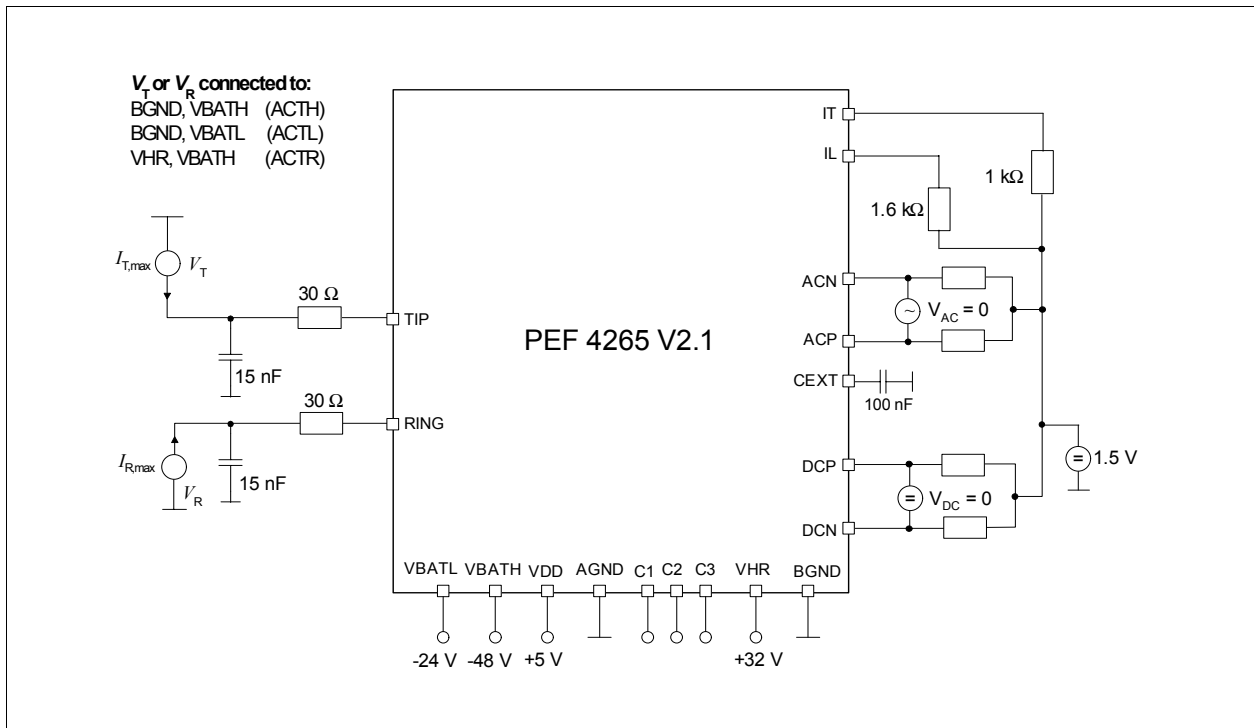 V_T or V_R connected to:
BGND, VBATH (ACTH)
BGND, VBATL (ACTL)
VHR, VBATH (ACTR)
IT
IL
1 kΩ
1.6 kΩ
I_T,max
V_T
30 Ω
TIP
15 nF
30 Ω
RING
I_R,max
V_R
15 nF
PEF 4265 V2.1
ACN
V_AC = 0
ACP
CEXT
100 nF
DCP
V_DC = 0
DCN
1.5 V
~
=
=
VBATL VBATH VDD AGND C1 C2 C3 VHR BGND
-24 V -48 V +5 V +32 V